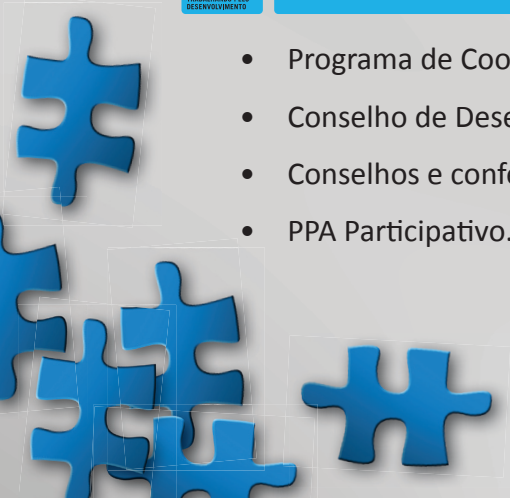 DESENVOLVIMENTO
• Programa de Coo
• Conselho de Dese
• Conselhos e confe
• PPA Participativo.